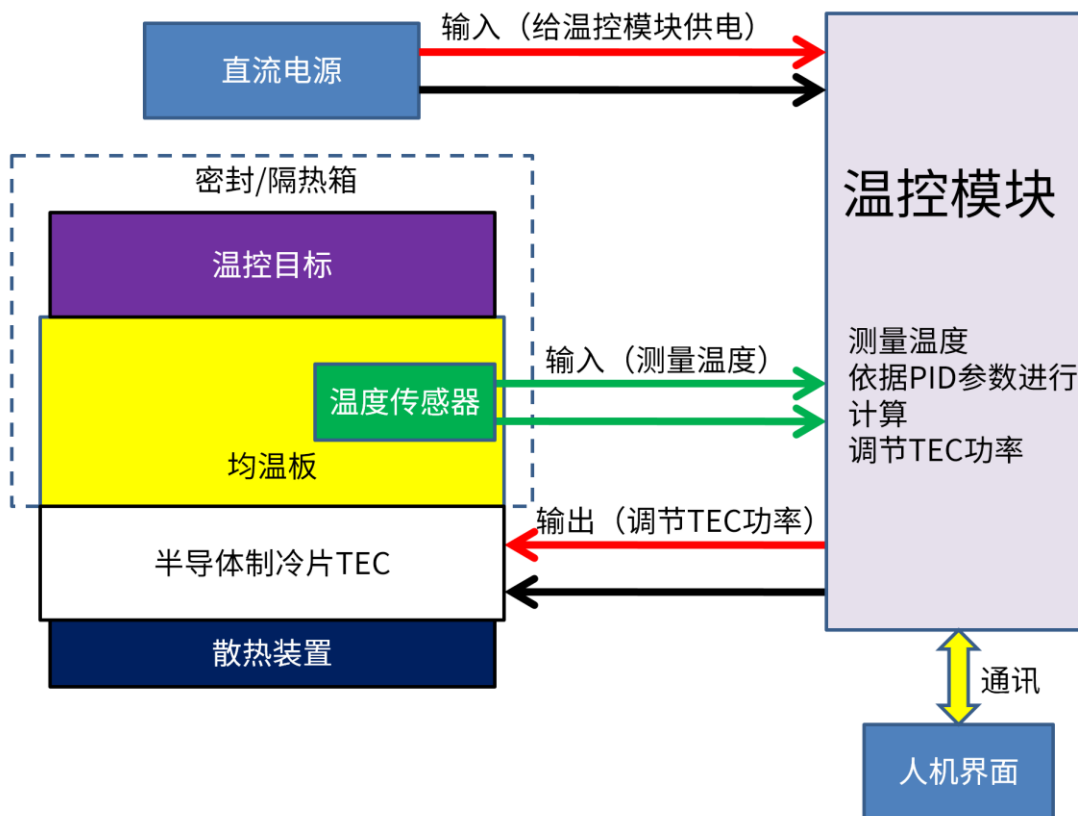 输入（给温控模块供电）
直流电源
密封/隔热箱
温控模块
温控目标
输入（测量温度）
测量温度
依据PID参数进行
计算
调节TEC功率
温度传感器
均温板
输出（调节TEC功率）
半导体制冷片TEC
散热装置
通讯
人机界面